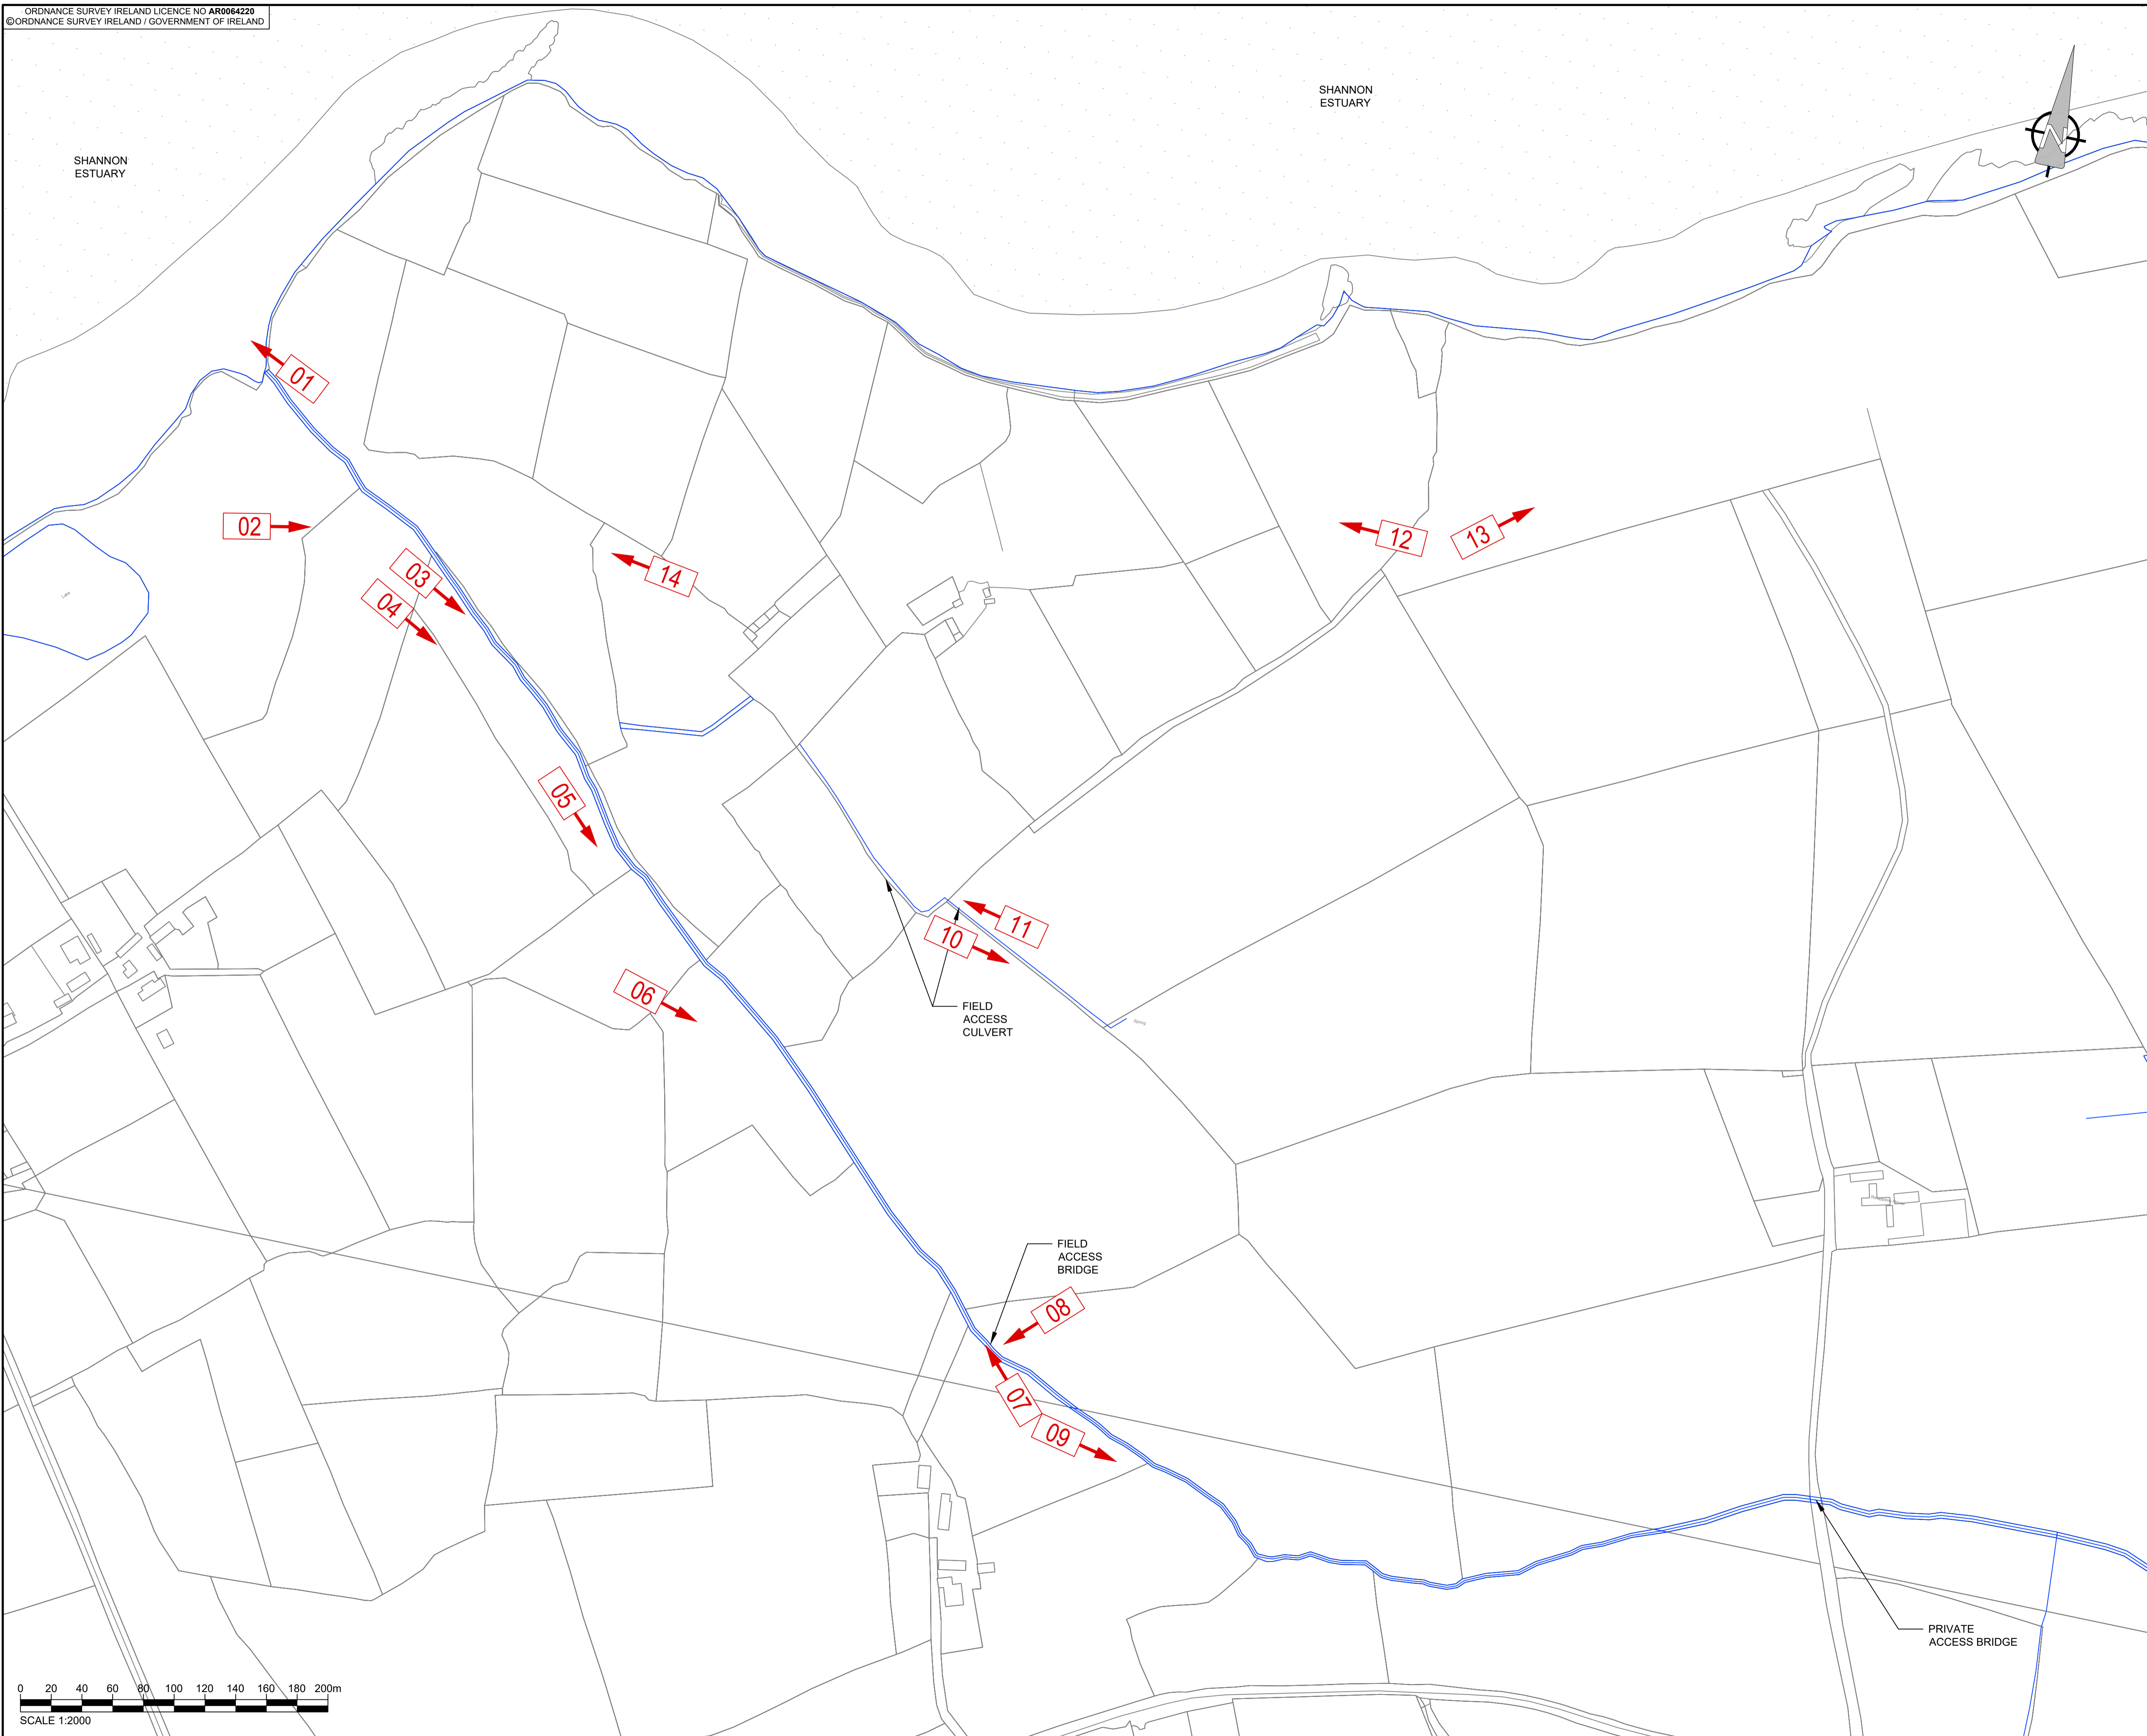 ORDNANCE SURVEY IRELAND LICENCE NO AR0064220
©ORDNANCE SURVEY IRELAND / GOVERNMENT OF IRELAND
SHANNON
ESTUARY
SHANNON
ESTUARY
N
01
02
03
04
14
12
13
Lake
05
11
10
06
FIELD
ACCESS
CULVERT
Spring
FIELD
ACCESS
BRIDGE
08
07
09
PRIVATE
ACCESS BRIDGE
0 20 40 60 80 100 120 140 160 180 200m
SCALE 1:2000